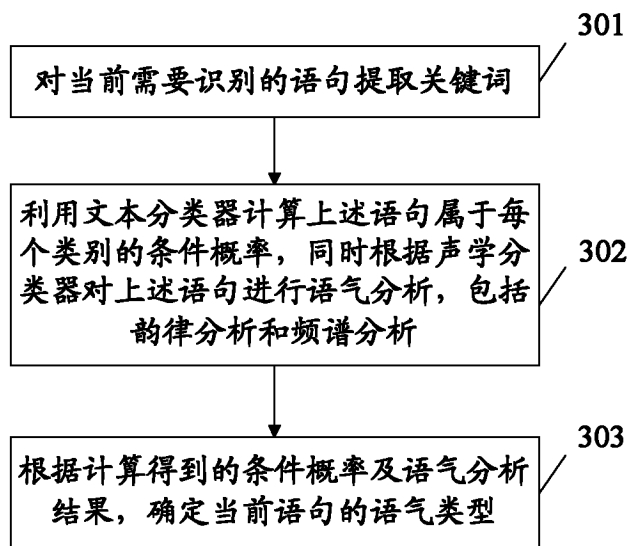 301
对当前需要识别的语句提取关键词
利用文本分类器计算上述语句属于每
个类别的条件概率，同时根据声学分
类器对上述语句进行语气分析，包括
韵律分析和频谱分析
302
303
根据计算得到的条件概率及语气分析
结果，确定当前语句的语气类型